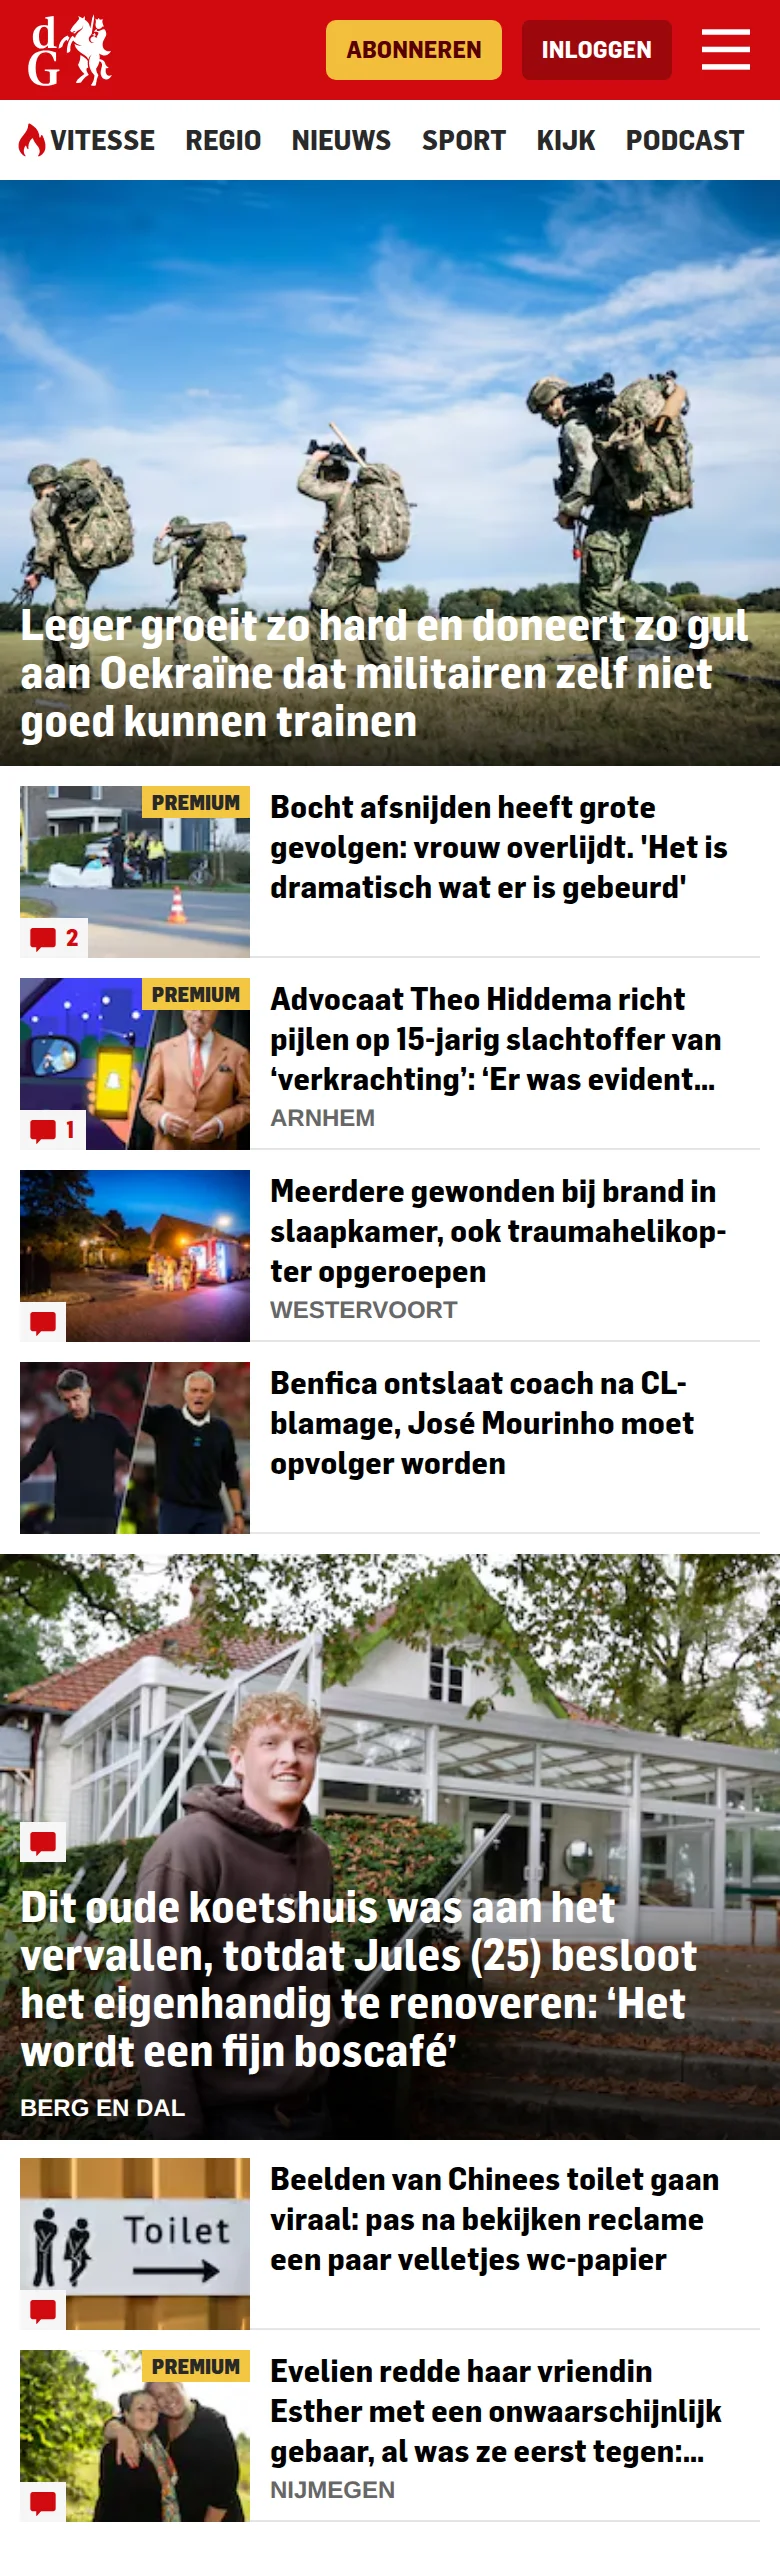 dG
ABONNEREN
INLOGGEN
VITESSE
REGIO
NIEUWS
SPORT
KIJK
PODCAST
Leger groeit zo hard en doneert zo gul
aan Oekraïne dat militairen zelf niet
goed kunnen trainen
PREMIUM
2
Bocht afsnijden heeft grote
gevolgen: vrouw overlijdt. 'Het is
dramatisch wat er is gebeurd'
PREMIUM
1
Advocaat Theo Hiddema richt
pijlen op 15-jarig slachtoffer van
‘verkrachting’: ‘Er was evident...
ARNHEM
Meerdere gewonden bij brand in
slaapkamer, ook traumahelikop-
ter opgeroepen
WESTERVOORT
Benfica ontslaat coach na CL-
blamage, José Mourinho moet
opvolger worden
Dit oude koetshuis was aan het
vervallen, totdat Jules (25) besloot
het eigenhandig te renoveren: ‘Het
wordt een fijn boscafé’
BERG EN DAL
Toilet
Beelden van Chinees toilet gaan
viraal: pas na bekijken reclame
een paar velletjes wc-papier
PREMIUM
Evelien redde haar vriendin
Esther met een onwaarschijnlijk
gebaar, al was ze eerst tegen:...
NIJMEGEN